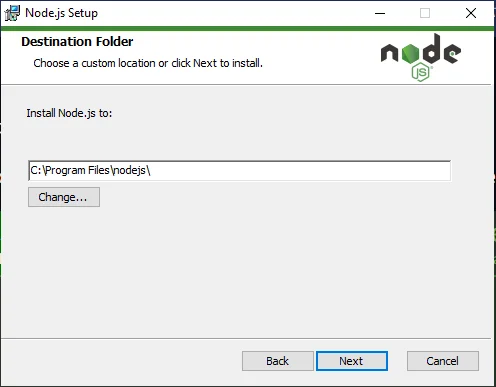 Node.js Setup
Destination Folder
Choose a custom location or click Next to install.
node
JS
Install Node.js to:
C:\Program Files\nodejs\
Change...
Back
Next
Cancel